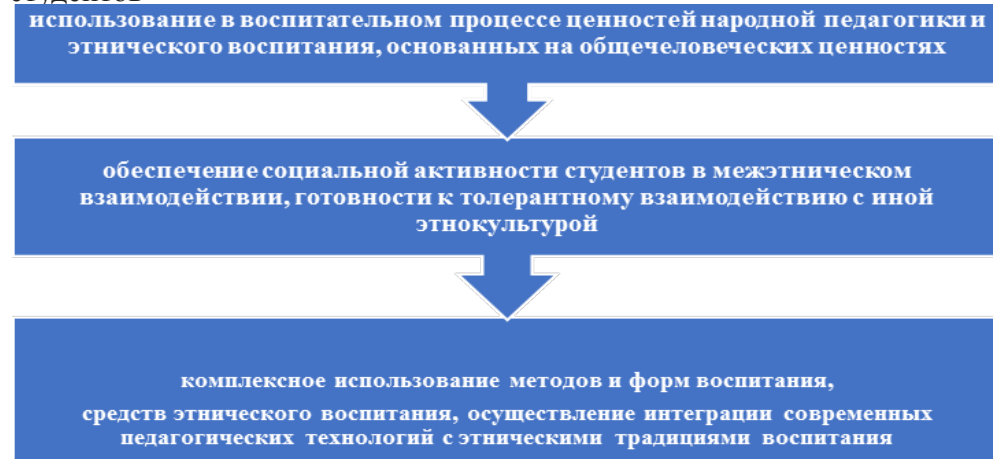 студентов
использование в воспитательном процессе ценностей народной педагогики и
этнического воспитания, основанных на общечеловеческих ценностях
обеспечение социальной активности студентов в межэтническом
взаимодействии, готовности к толерантному взаимодействию с иной
этнокультурой
комплексное использование методов и форм воспитания,
средств этнического воспитания, осуществление интеграции современных
педагогических технологий с этническими традициями воспитания